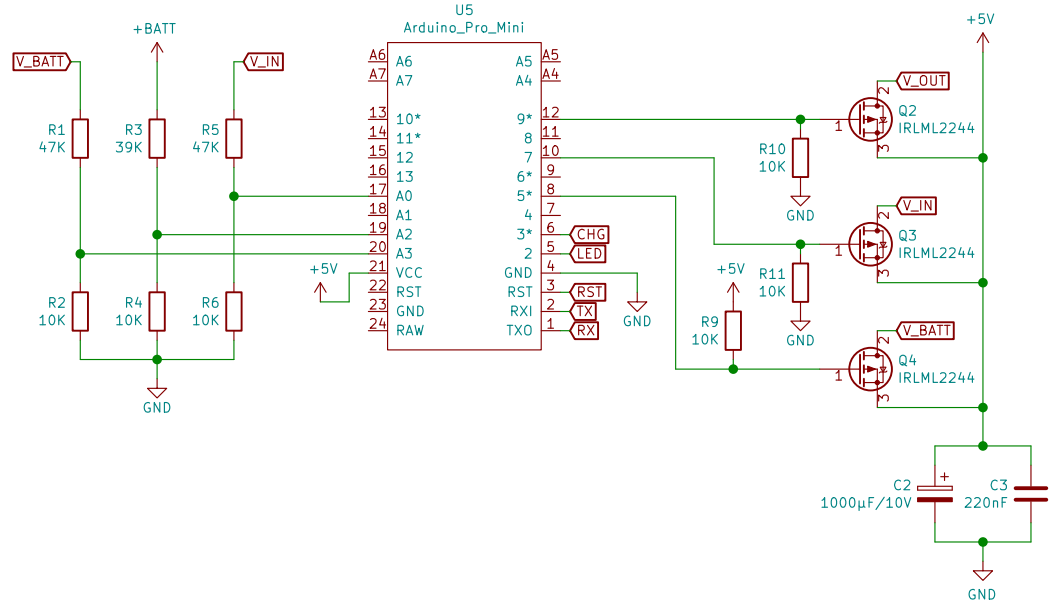 U5
Arduino_Pro_Mini
+BATT
V_BATT
V_IN
R1
47K
R3
39K
R5
47K
R2
10K
R4
10K
R6
10K
GND
+5V
A6
A7
13
14
15
16
17
18
19
20
21
22
23
24
A6
A7
10*
11*
12
13
A0
A1
A2
A3
VCC
RST
GND
RAW
A5
A4
9*
8
7
6*
5*
4
3*
2
GND
RST
RXI
TXO
A5
A4
12
11
10
9
8
7
6
5
4
3
2
1
CHG
LED
RST
TX
RX
GND
+5V
R9
10K
R10
10K
GND
R11
10K
GND
+5V
V_OUT
2
Q2
IRLML2244
1
3
V_IN
2
Q3
IRLML2244
1
3
V_BATT
2
Q4
IRLML2244
1
3
+
C2
1000µF/10V
C3
220nF
GND